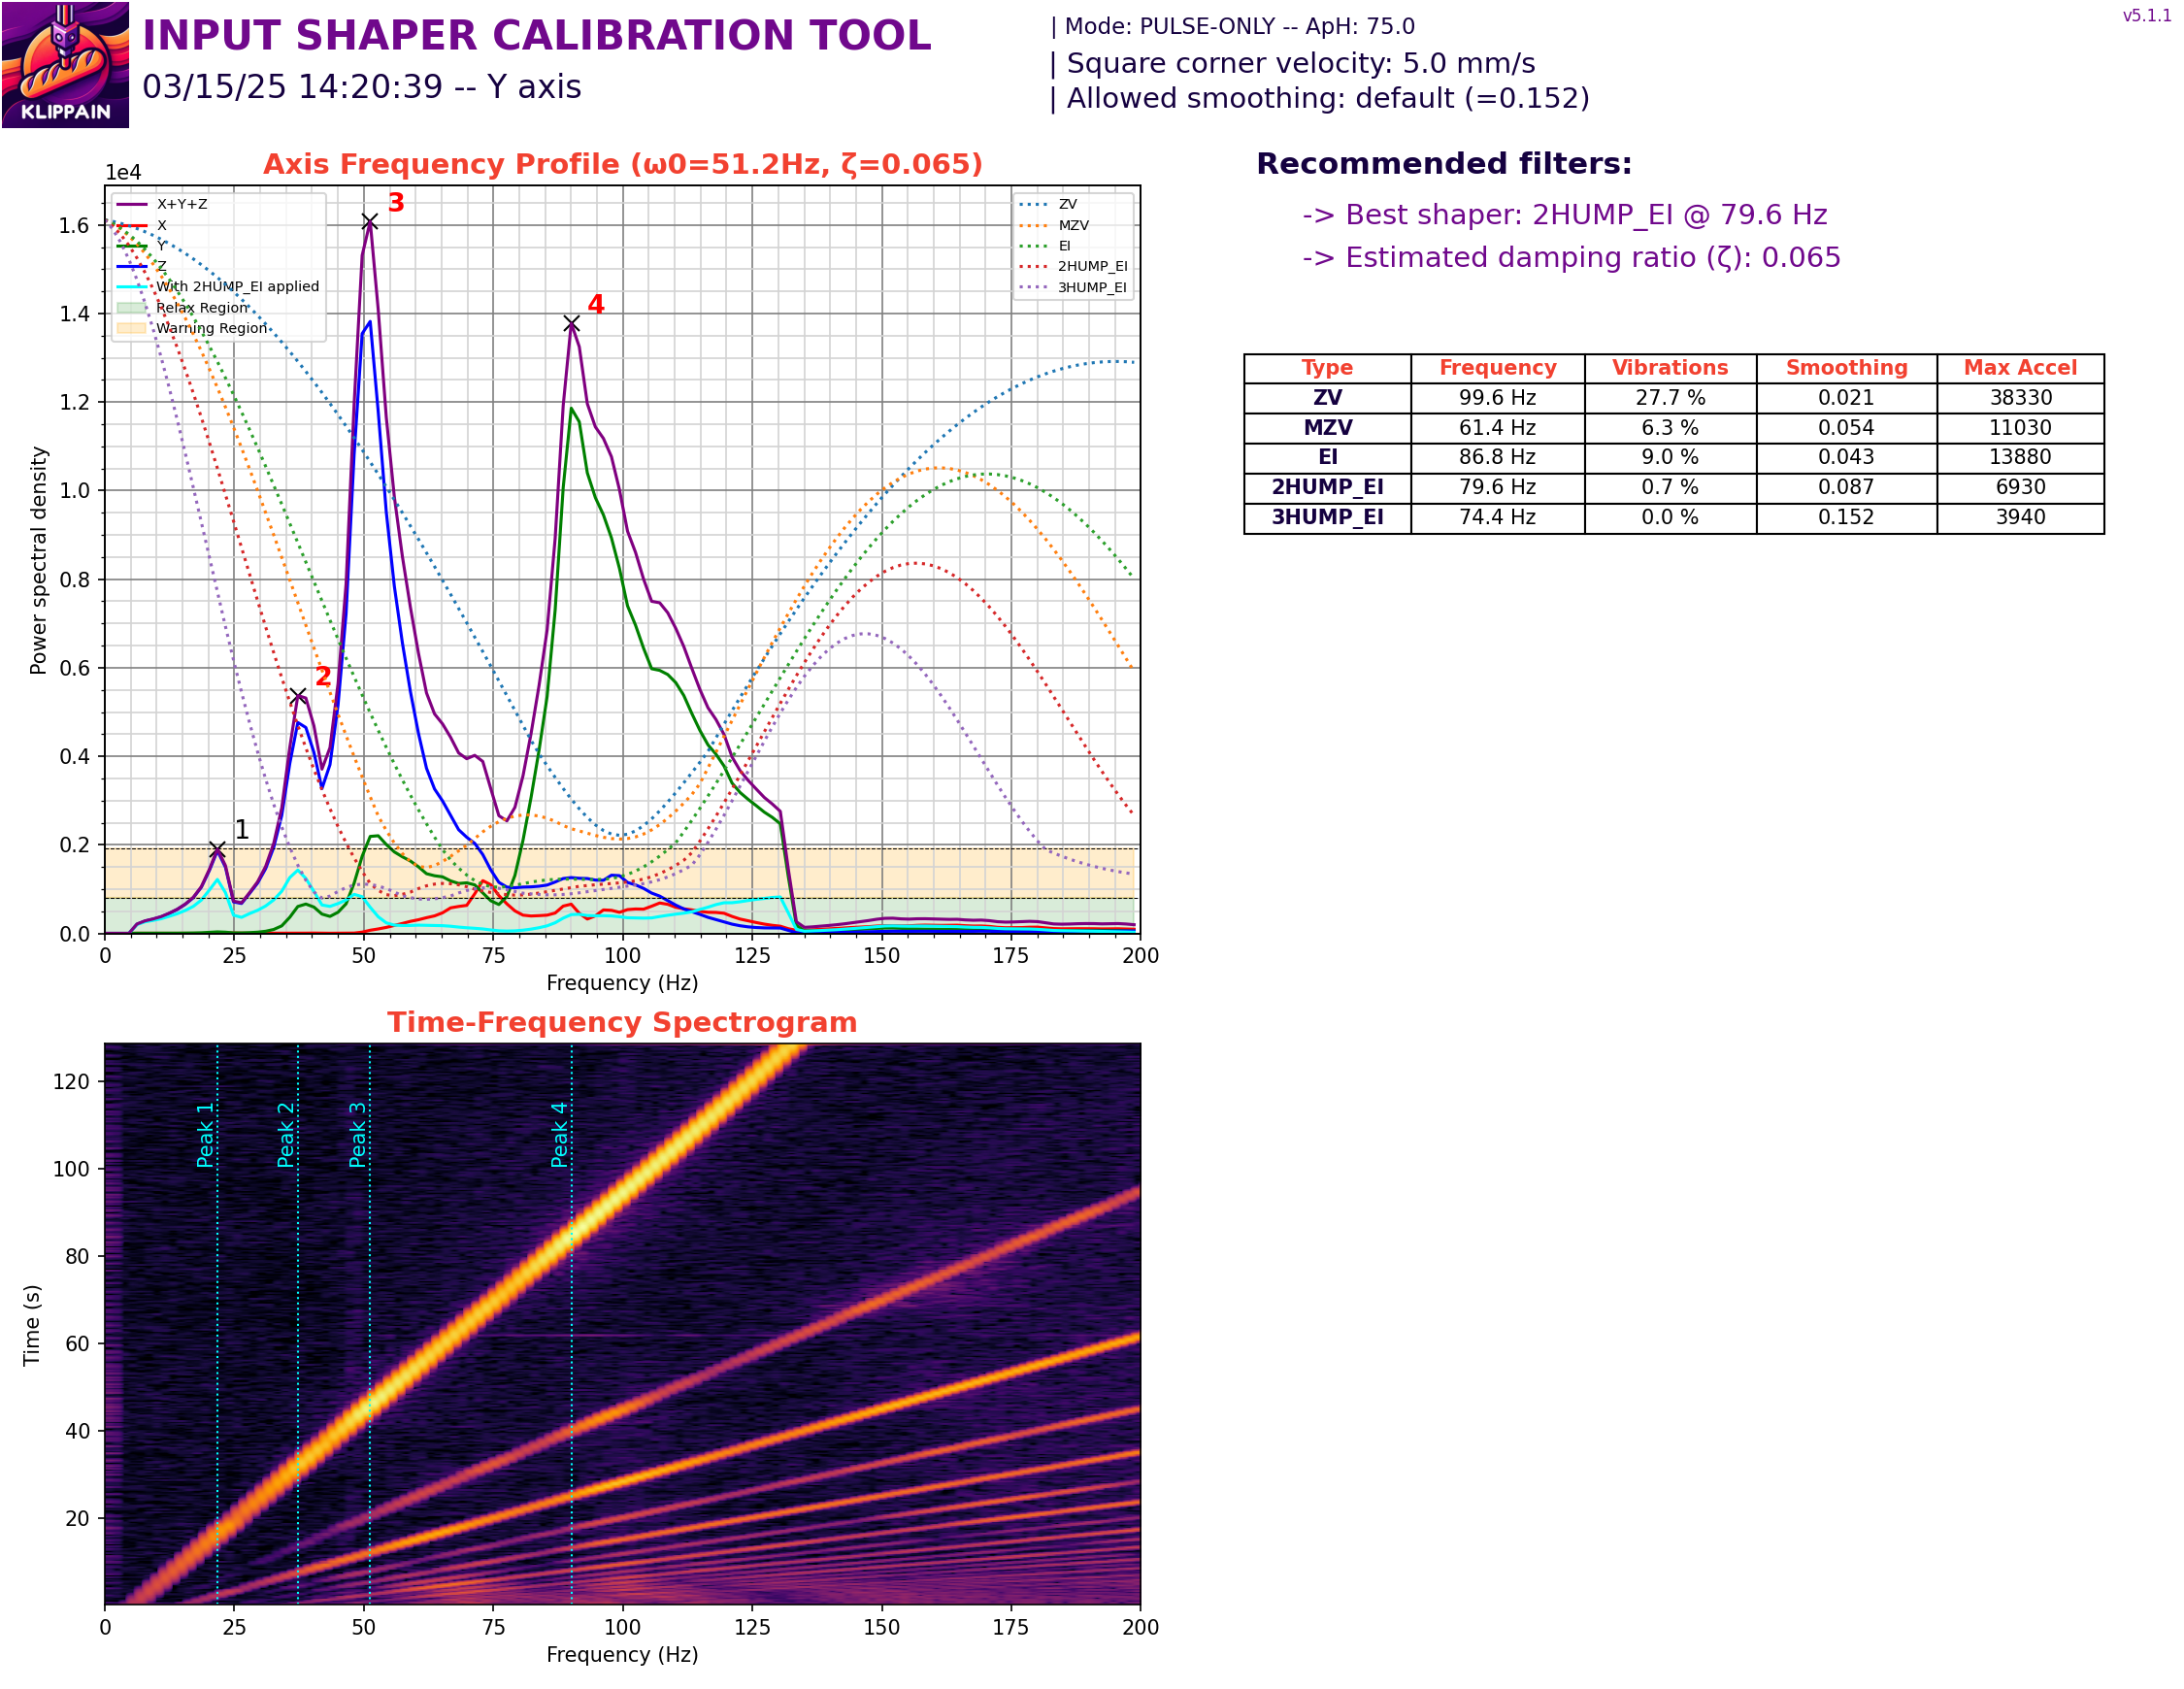 v5.1.1
KLIPPAIN
INPUT SHAPER CALIBRATION TOOL
03/15/25 14:20:39 -- Y axis
| Mode: PULSE-ONLY -- ApH: 75.0
| Square corner velocity: 5.0 mm/s
| Allowed smoothing: default (=0.152)
Axis Frequency Profile (ω0=51.2Hz, ζ=0.065)
1e4
X+Y+Z
X
Y
Z
With 2HUMP_EI applied
Relax Region
Warning Region
ZV
MZV
EI
2HUMP_EI
3HUMP_EI
1
2
3
4
1.6
1.4
1.2
1.0
0.8
0.6
0.4
0.2
0.0
Power spectral density
0 25 50 75 100 125 150 175 200
Frequency (Hz)
Recommended filters:
-> Best shaper: 2HUMP_EI @ 79.6 Hz
-> Estimated damping ratio (ζ): 0.065
Type Frequency Vibrations Smoothing Max Accel
ZV 99.6 Hz 27.7 % 0.021 38330
MZV 61.4 Hz 6.3 % 0.054 11030
EI 86.8 Hz 9.0 % 0.043 13880
2HUMP_EI 79.6 Hz 0.7 % 0.087 6930
3HUMP_EI 74.4 Hz 0.0 % 0.152 3940
Time-Frequency Spectrogram
Peak 1
Peak 2
Peak 3
Peak 4
120
100
80
60
40
20
Time (s)
0 25 50 75 100 125 150 175 200
Frequency (Hz)